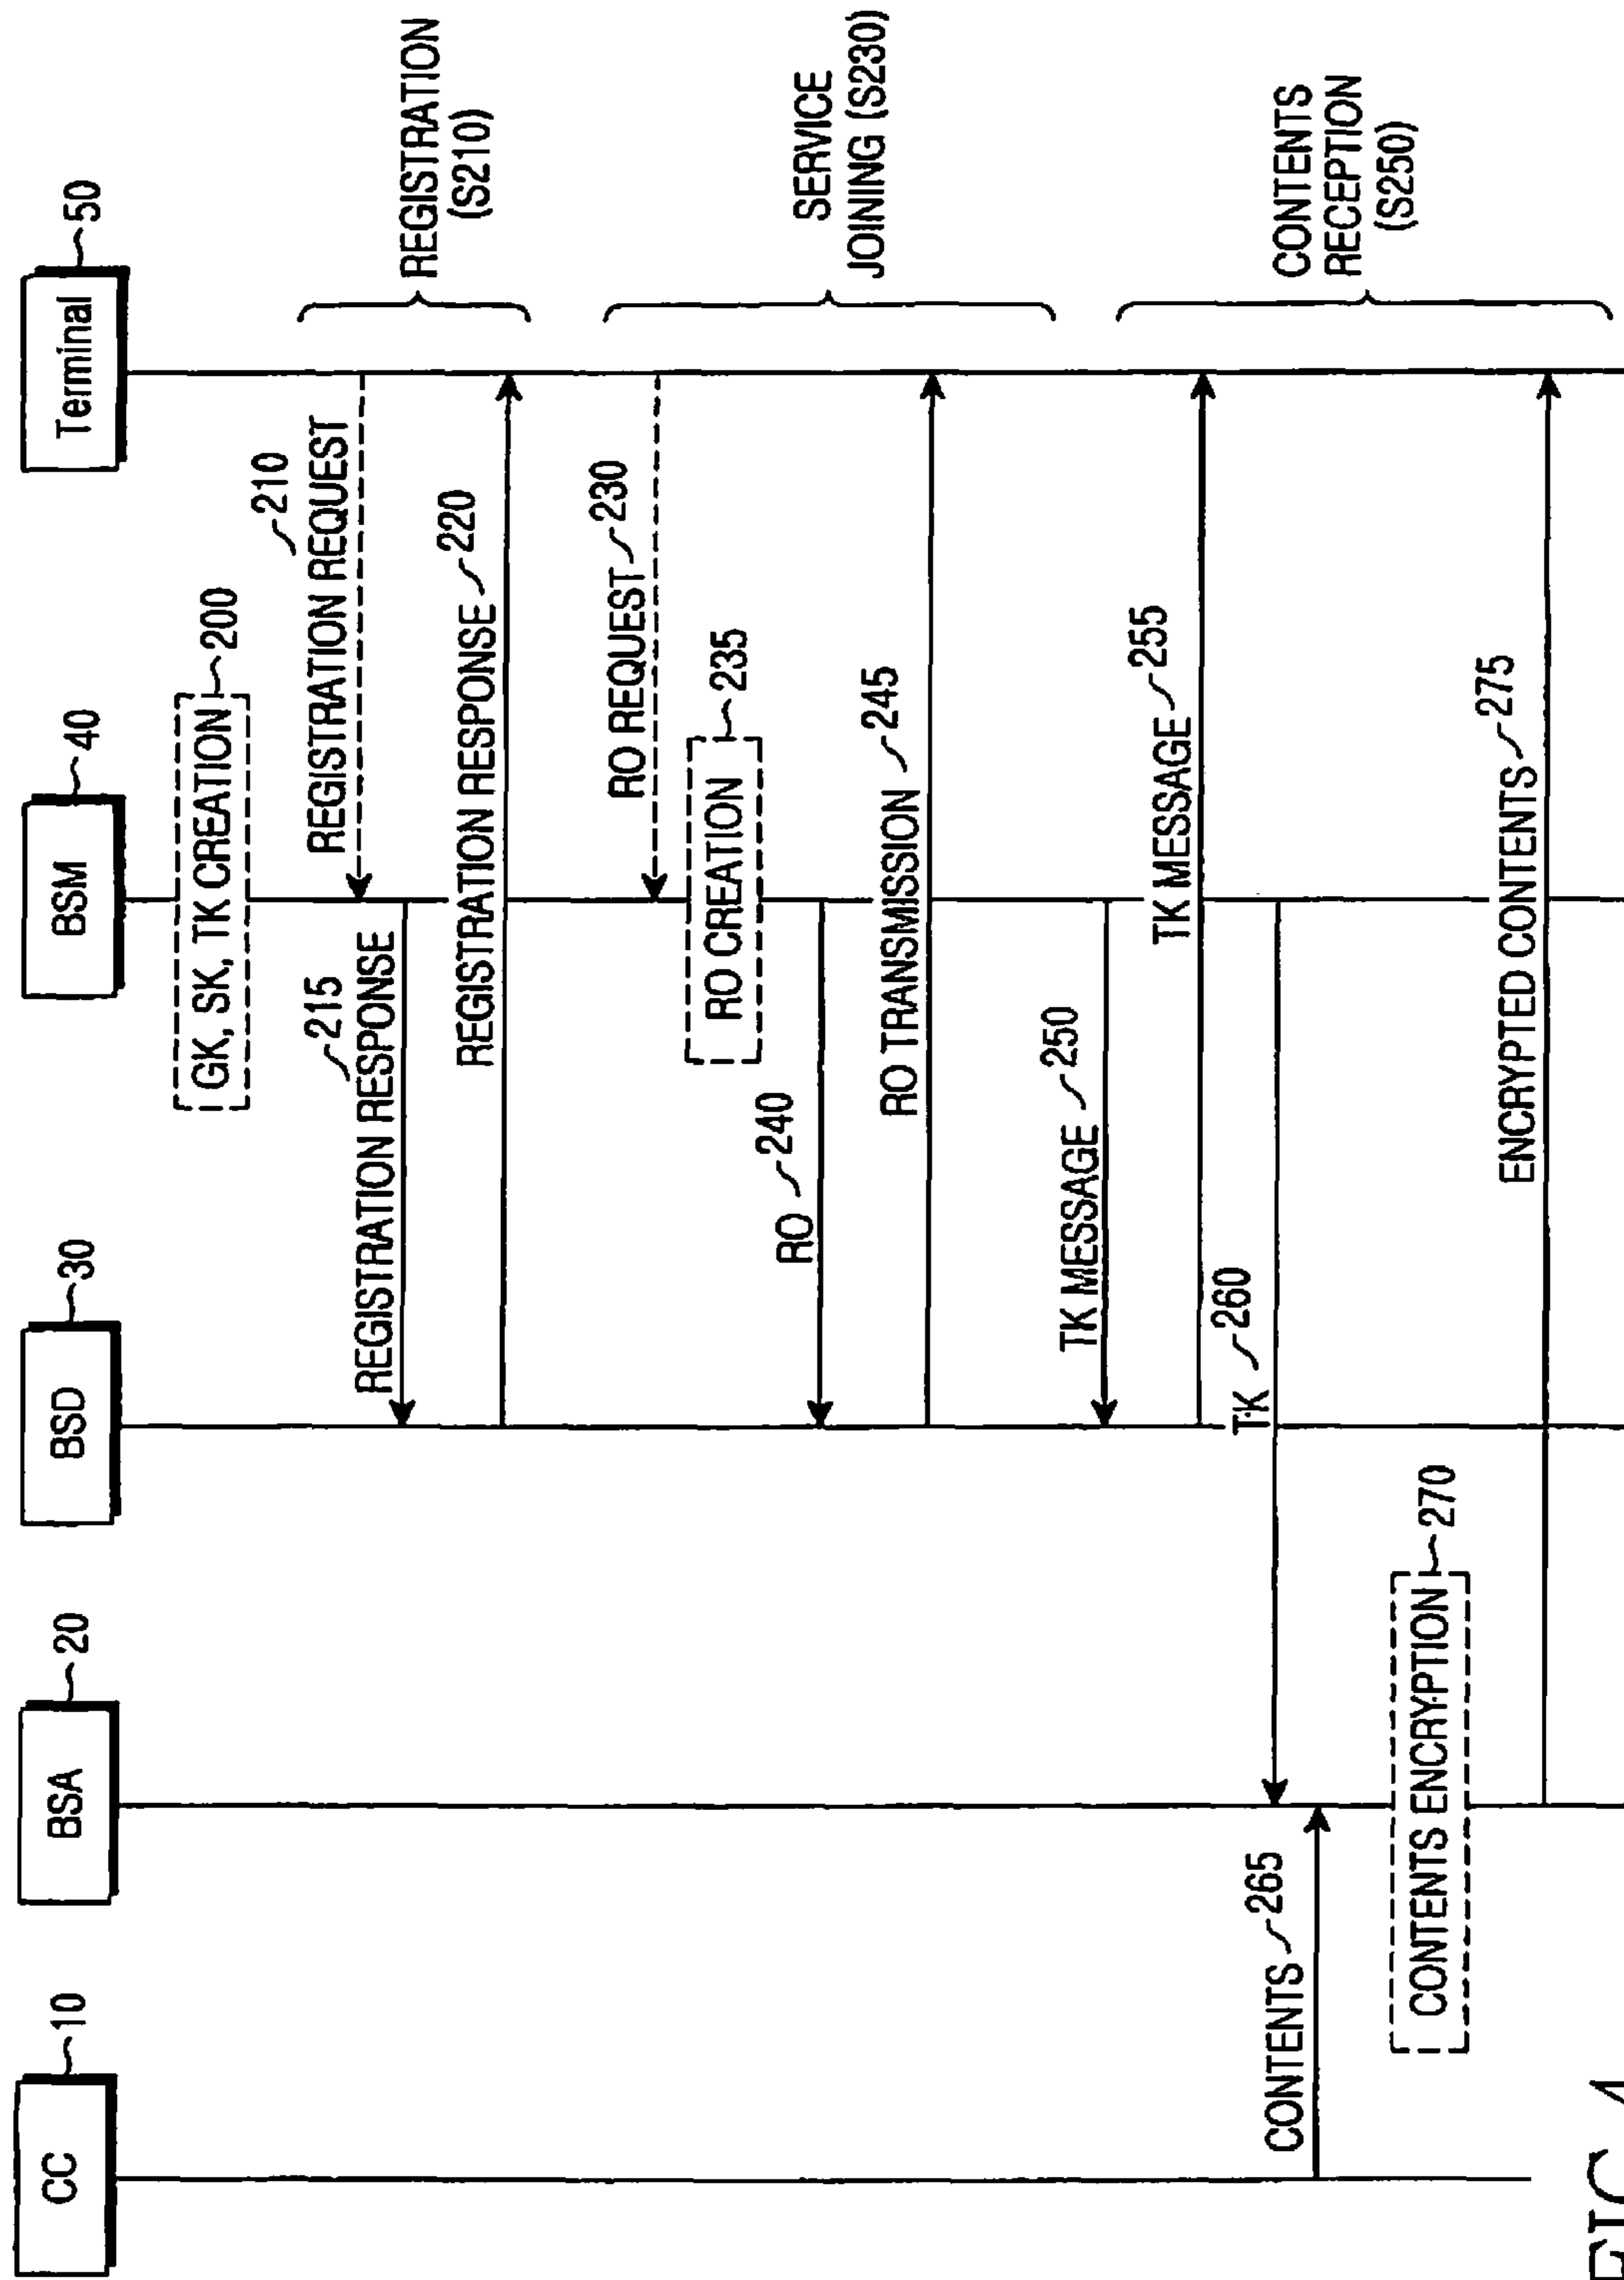 CC
10
BSA
20
BSD
30
BSM
40
Terminal
50
GK, SK, TK CREATION
200
210
REGISTRATION REQUEST
215
REGISTRATION RESPONSE
REGISTRATION RESPONSE
220
REGISTRATION
(S210)
RO REQUEST
230
RO CREATION
235
RO
240
RO TRANSMISSION
245
SERVICE
JOINING (S230)
TK MESSAGE
250
TK MESSAGE
255
TK
260
CONTENTS
265
CONTENTS ENCRYPTION
270
ENCRYPTED CONTENTS
275
CONTENTS
RECEPTION
(S250)